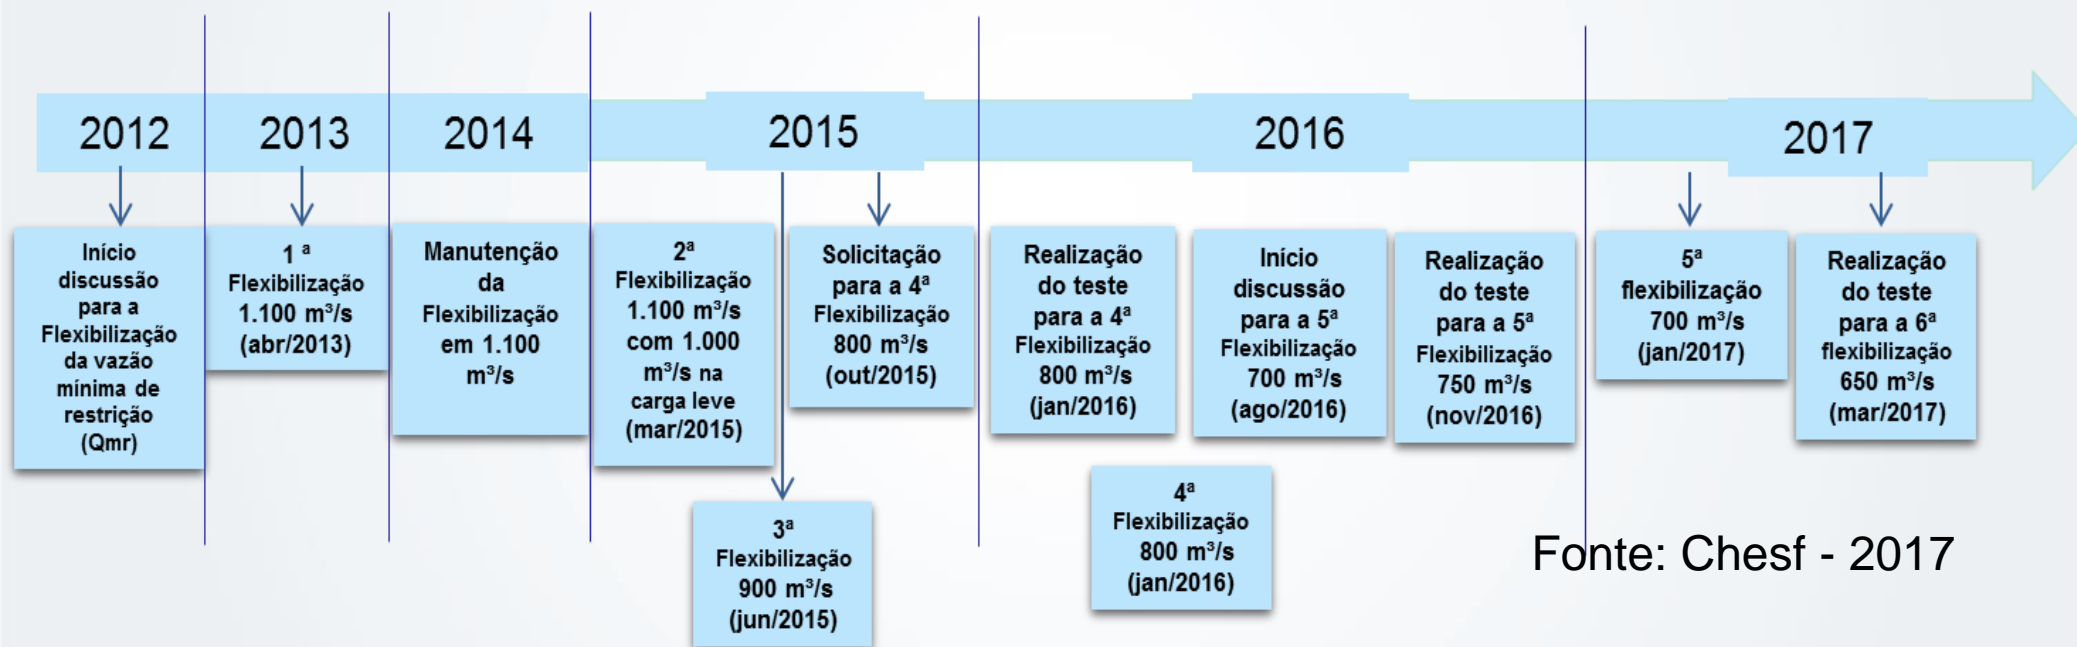 2012
2013
2014
2015
2016
2017
Início
discussão
para a
Flexibilização
da vazão
mínima de
restrição
(Qmr)
1 ª
Flexibilização
1.100 m³/s
(abr/2013)
Manutenção
da
Flexibilização
em 1.100
m³/s
2ª
Flexibilização
1.100 m³/s
com 1.000
m³/s na
carga leve
(mar/2015)
3ª
Flexibilização
900 m³/s
(jun/2015)
Solicitação
para a 4ª
Flexibilização
800 m³/s
(out/2015)
Realização
do teste
para a 4ª
Flexibilização
800 m³/s
(jan/2016)
4ª
Flexibilização
800 m³/s
(jan/2016)
Início
discussão
para a 5ª
Flexibilização
700 m³/s
(ago/2016)
Realização
do teste
para a 5ª
Flexibilização
750 m³/s
(nov/2016)
5ª
flexibilização
700 m³/s
(jan/2017)
Realização
do teste
para a 6ª
flexibilização
650 m³/s
(mar/2017)
Fonte: Chesf - 2017